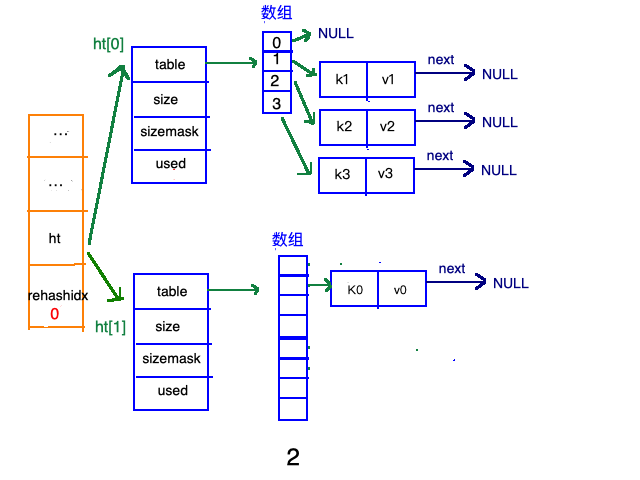 数组
ht[0]
0
NULL
table
1
next
k1 v1
NULL
size
2
next
3
k2 v2
NULL
sizemask
...
used
next
k3 v3
NULL
...
ht
数组
next
table
K0 v0
NULL
rehashidx
0
ht[1]
size
sizemask
used
2